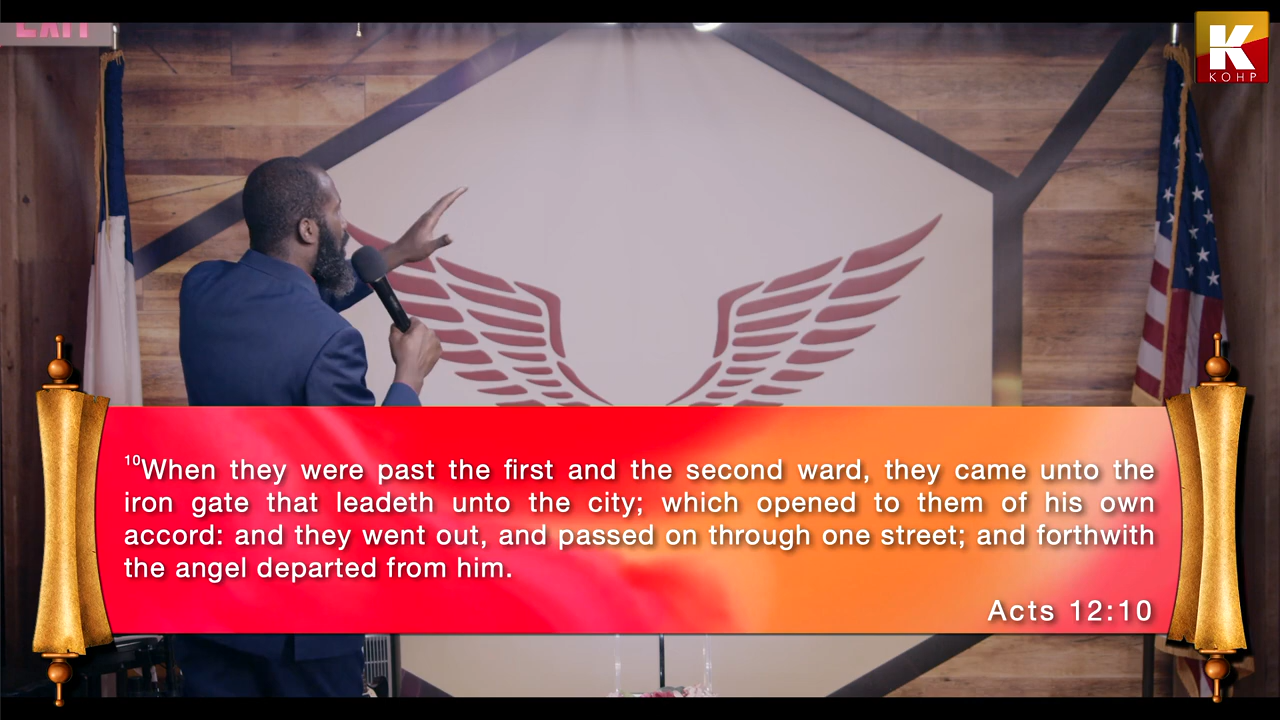 EXIT
K
KOHP
10When they were past the first and the second ward, they came unto the
iron gate that leadeth unto the city; which opened to them of his own
accord: and they went out, and passed on through one street; and forthwith
the angel departed from him.
Acts 12:10